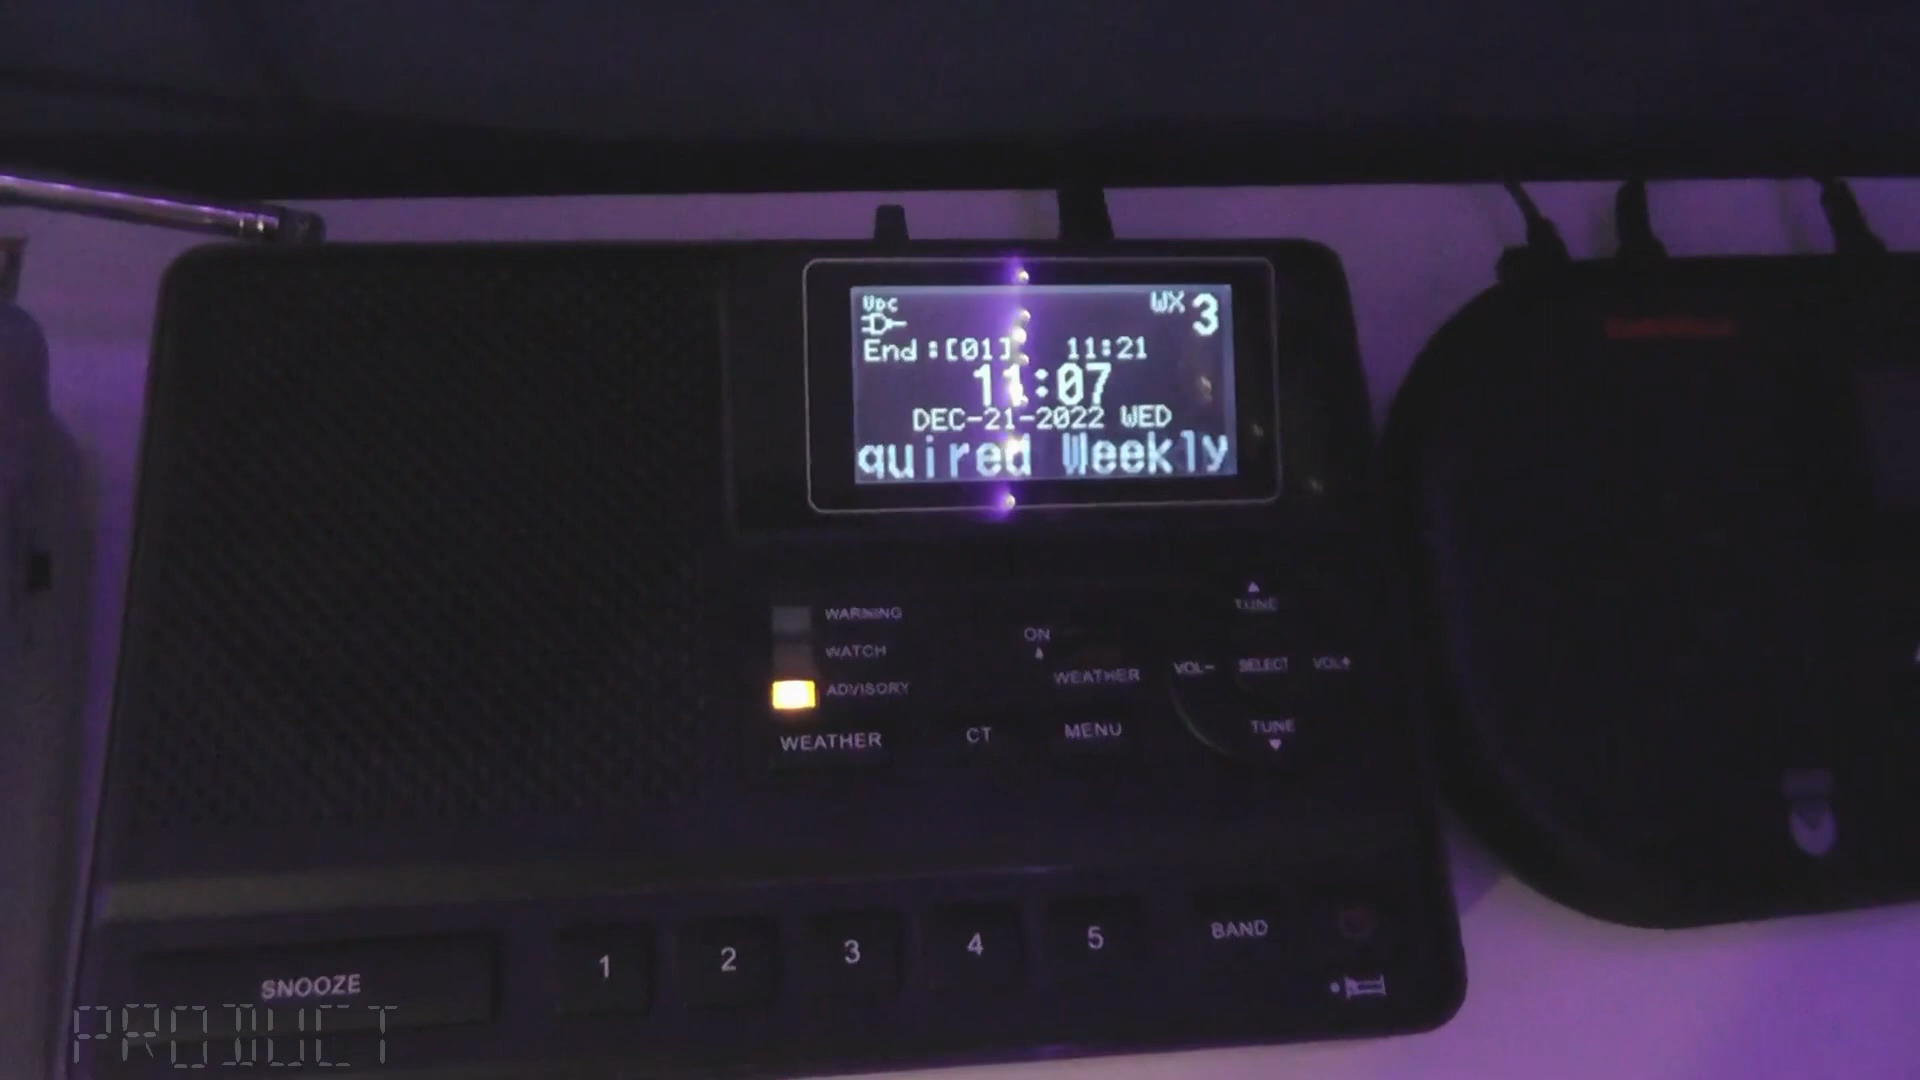 VDC
WX 3
End :[01] 11:21
11:07
DEC-21-2022 WED
quired Weekly
WARNING
WATCH
ADVISORY
WEATHER
CT
ON
WEATHER
MENU
TUNE
VOL- SELECT VOL+
TUNE
SNOOZE
1 2 3 4 5
BAND
PRODUCT